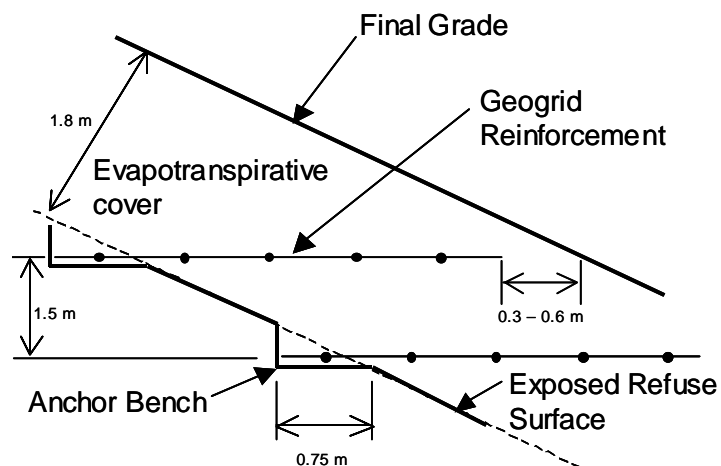 Final Grade
Geogrid
Reinforcement
1.8 m
Evapotranspirative
cover
1.5 m
0.3 – 0.6 m
Anchor Bench
Exposed Refuse
Surface
0.75 m